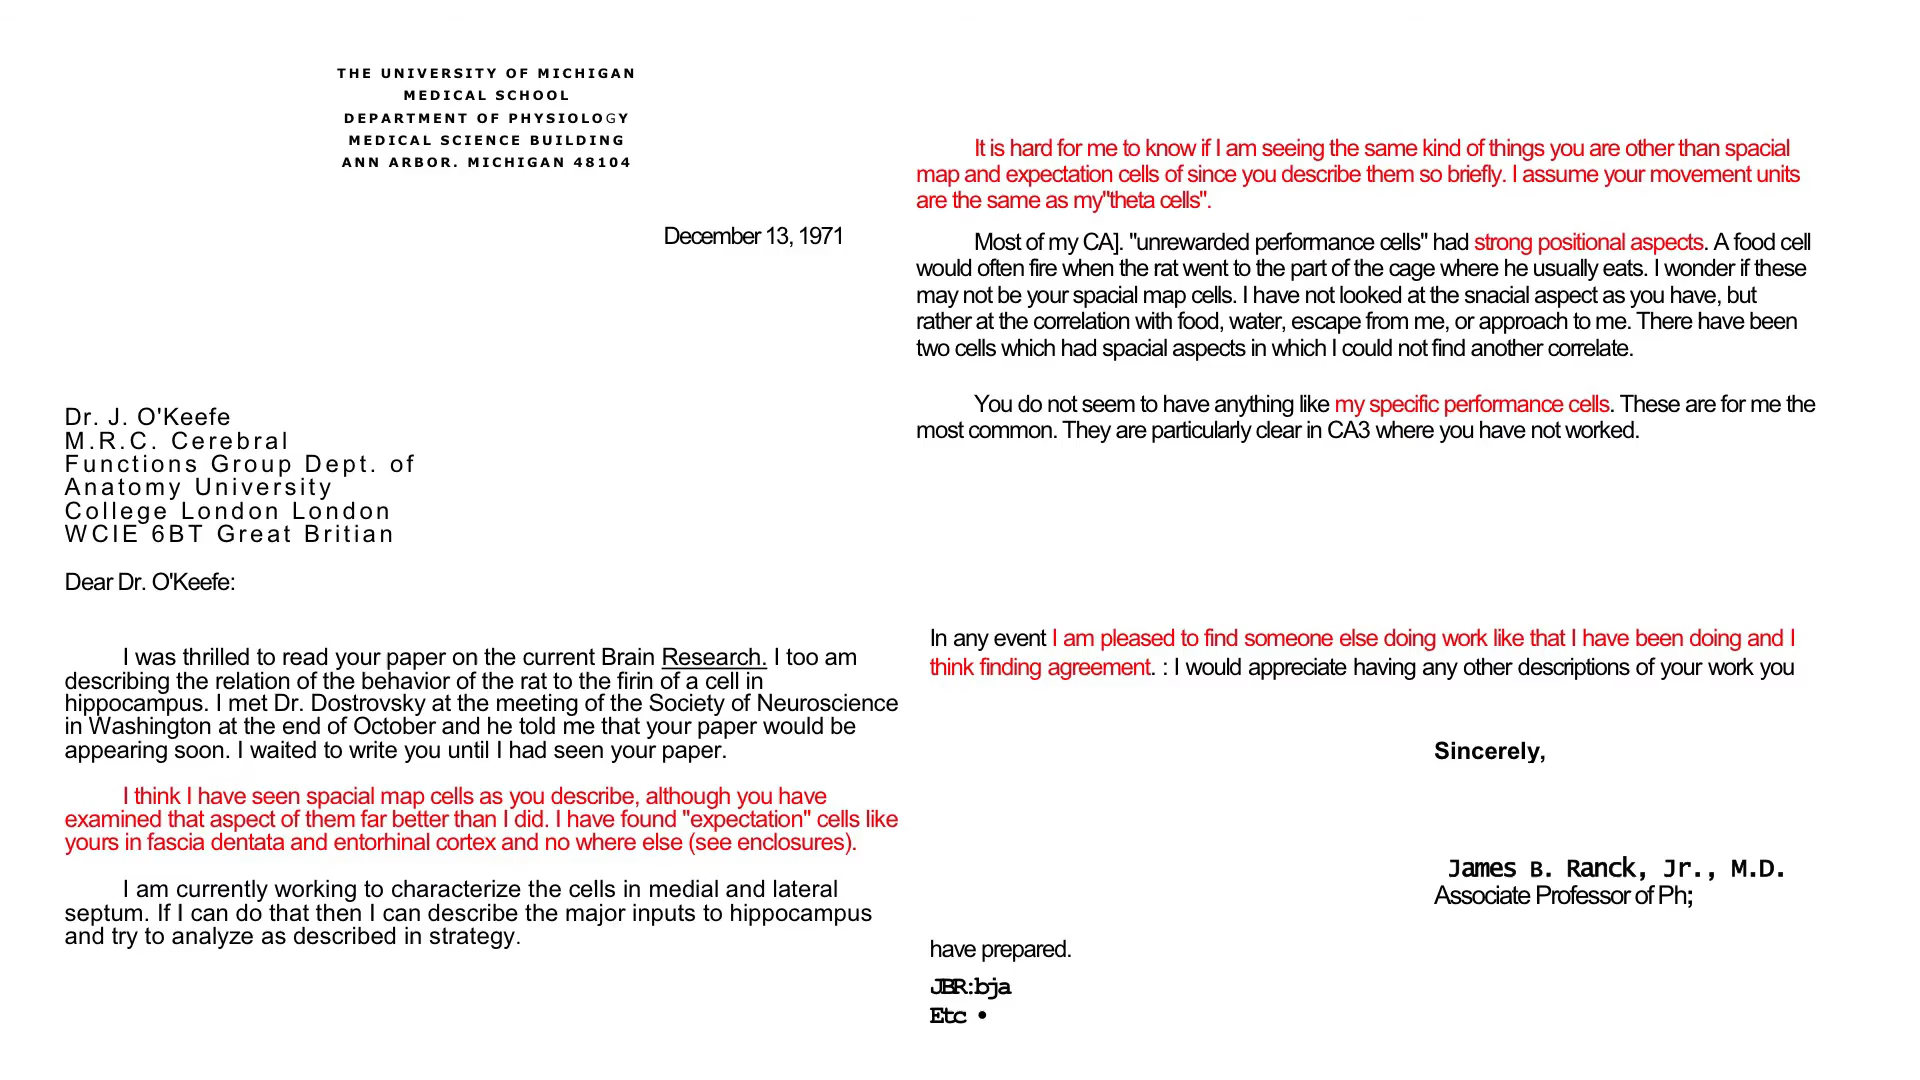 THE UNIVERSITY OF MICHIGAN
MEDICAL SCHOOL
DEPARTMENT OF PHYSIOLOGY
MEDICAL SCIENCE BUILDING
ANN ARBOR. MICHIGAN 48104
December 13, 1971
Dr. J. O'Keefe
M.R.C. Cerebral
Functions Group Dept. of
Anatomy University
College London London
WCIE 6BT Great Britian
Dear Dr. O'Keefe:
I was thrilled to read your paper on the current Brain Research. I too am
describing the relation of the behavior of the rat to the firin of a cell in
hippocampus. I met Dr. Dostrovsky at the meeting of the Society of Neuroscience
in Washington at the end of October and he told me that your paper would be
appearing soon. I waited to write you until I had seen your paper.
I think I have seen spacial map cells as you describe, although you have
examined that aspect of them far better than I did. I have found "expectation" cells like
yours in fascia dentata and entorhinal cortex and no where else (see enclosures).
I am currently working to characterize the cells in medial and lateral
septum. If I can do that then I can describe the major inputs to hippocampus
and try to analyze as described in strategy.
It is hard for me to know if I am seeing the same kind of things you are other than spacial
map and expectation cells of since you describe them so briefly. I assume your movement units
are the same as my"theta cells".
Most of my CA]. "unrewarded performance cells" had strong positional aspects. A food cell
would often fire when the rat went to the part of the cage where he usually eats. I wonder if these
may not be your spacial map cells. I have not looked at the snacial aspect as you have, but
rather at the correlation with food, water, escape from me, or approach to me. There have been
two cells which had spacial aspects in which I could not find another correlate.
You do not seem to have anything like my specific performance cells. These are for me the
most common. They are particularly clear in CA3 where you have not worked.
In any event I am pleased to find someone else doing work like that I have been doing and I
think finding agreement. : I would appreciate having any other descriptions of your work you
Sincerely,
James B. Ranck, Jr., M.D.
Associate Professor of Ph;
have prepared.
JBR:bja
Etc •